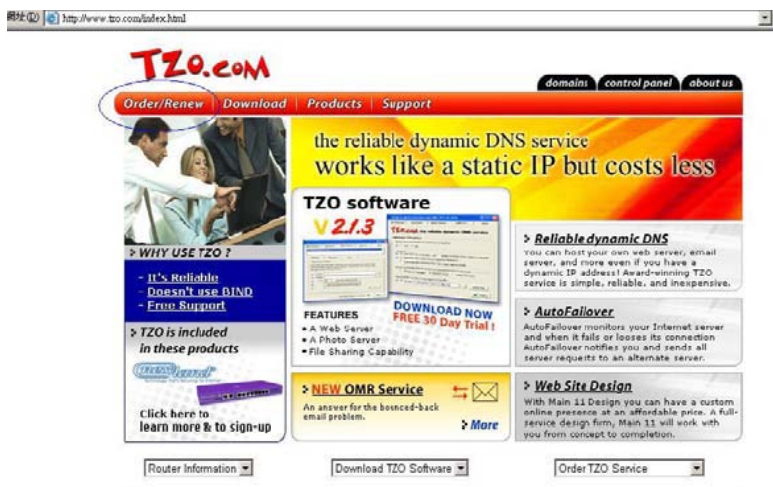 網址(D) http://www.tzo.com/index.html
TZO.COM
domains control panel about us
Order/Renew Download Products Support
the reliable dynamic DNS service
works like a static IP but costs less
WHY USE TZO ?
- It's Reliable
- Doesn't use BIND
- Free Support
TZO is included
in these products
Click here to
learn more & to sign-up
TZO software
V 2.1.3
FEATURES
• A Web Server
• A Photo Server
• File Sharing Capability
DOWNLOAD NOW
FREE 30 Day Trial !
NEW OMR Service
An answer for the bounced-back
email problem.
More
Reliable dynamic DNS
You can host your own web server, email
server, and more even if you have a
dynamic IP address! Award-winning TZO
service is simple, reliable, and inexpensive.
AutoFailover
AutoFailover monitors your Internet server
and when it fails or looses its connection
AutoFailover notifies you and sends all
server requests to an alternate server.
Web Site Design
With Main 11 Design you can have a custom
online presence at an affordable price. A full-
service design firm, Main 11 will work with
you from concept to completion.
Router Information
Download TZO Software
Order TZO Service